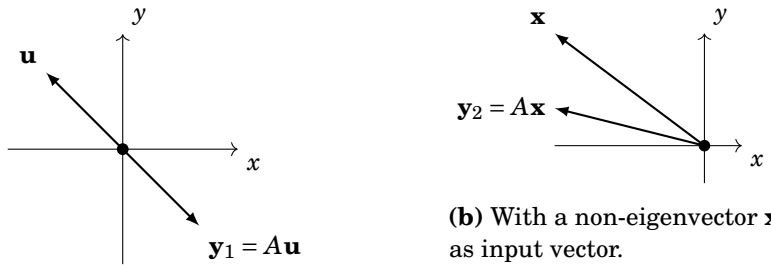 y
u
x
y₁ = Au
x
y
y₂ = Ax
x
(b) With a non-eigenvector x
as input vector.